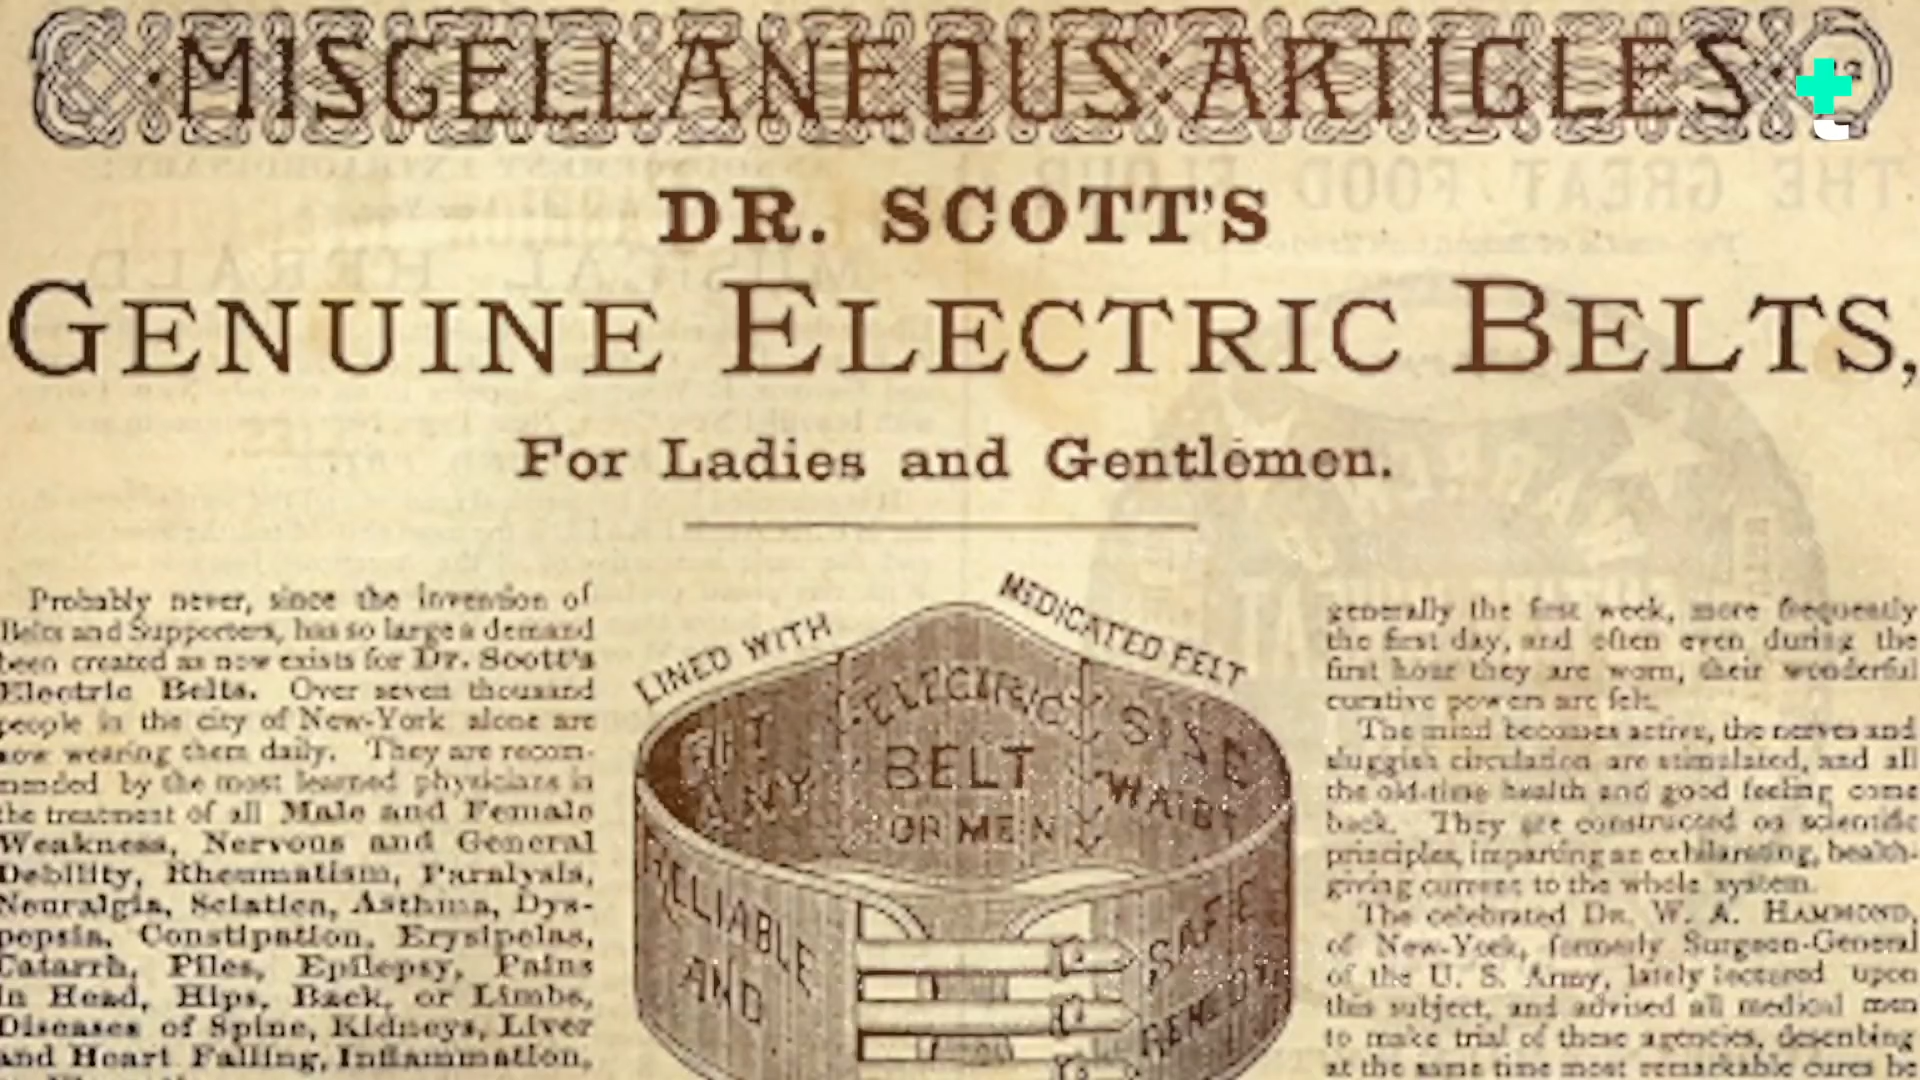 MISCELLANEOUS ARTICLES
DR. SCOTT'S
GENUINE ELECTRIC BELTS,
For Ladies and Gentlemen.
Probably never, since the invention of
Belts and Supporters, has so large a demand
been created as now exists for Dr. Scott's
Electric Belts. Over seven thousand
people in the city of New-York alone are
now wearing them daily. They are recom-
mended by the most learned physicians in
the treatment of all Male and Female
Weakness, Nervous and General
Debility, Rheumatism, Paralysis,
Neuralgia, Sciatica, Asthma, Dys-
pepsia, Constipation, Erysipelas,
Catarrh, Piles, Epilepsy, Pains
in Head, Hips, Back, or Limbs,
Diseases of Spine, Kidneys, Liver
and Heart Falling, Inflammation,
LINED WITH MEDICATED FELT
FIT ANY SIZE WAIST
ELECTRIC
BELT
FOR MEN
RELIABLE
AND
SAFE
REMEDY
generally the first week, more frequently
the first day, and often even during the
first hour they are worn, their wonderful
curative powers are felt.
The mind becomes active, the nerves and
sluggish circulation are stimulated, and all
the old-time health and good feeling come
back. They are constructed on scientific
principles, imparting an exhilarating, health-
giving current to the whole system.
The celebrated DR. W. A. HAMMOND,
of New-York, formerly Surgeon-General
of the U. S. Army, lately lectured upon
this subject, and advised all medical men
to make trial of these agencies, describing
at the same time most remarkable cures he